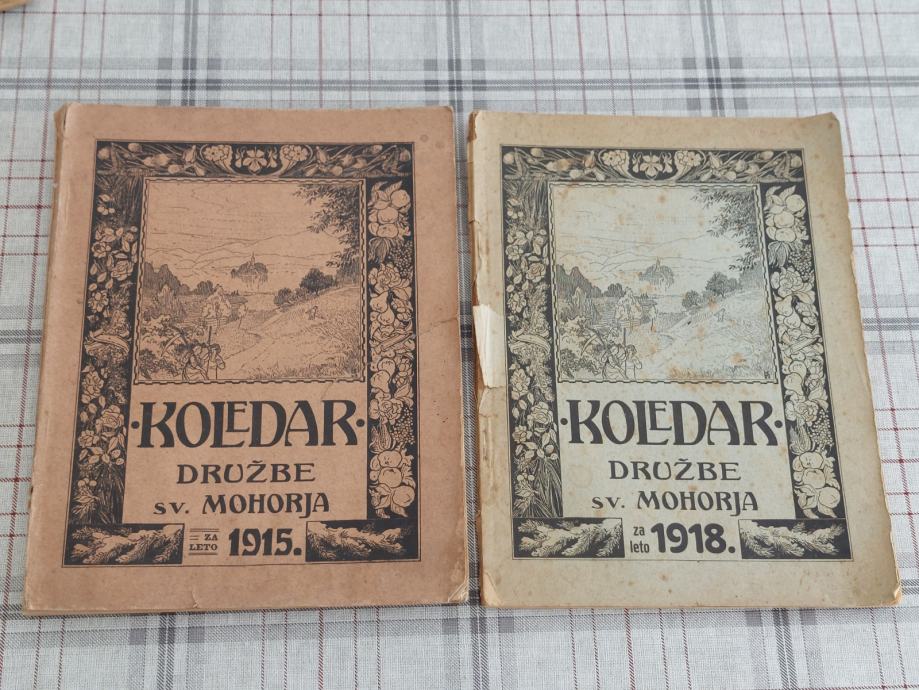 ·KOLEDAR·
DRUŽBE
sv. MOHORJA
ZA LETO 1915.
·KOLEDAR·
DRUŽBE
sv. MOHORJA
za leto 1918.